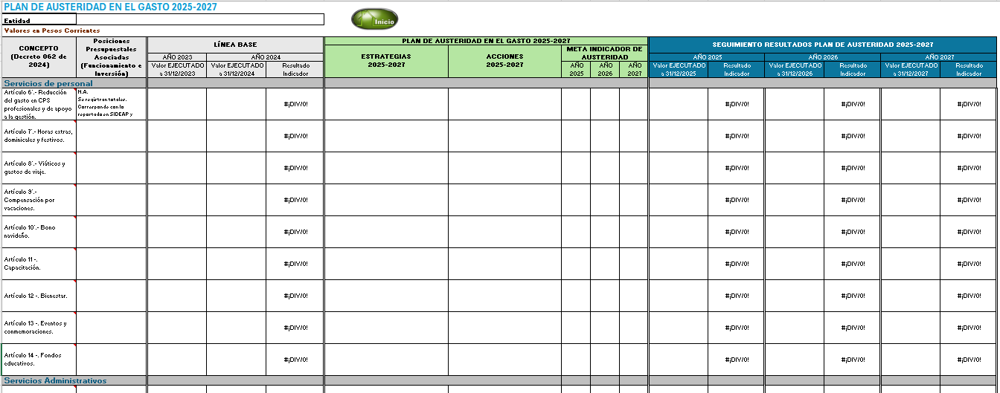 PLAN DE AUSTERIDAD EN EL GASTO 2025-2027
Entidad
Inicio
Valores en Pesos Corrientes
CONCEPTO
(Decreto 062 de
2024)
Posiciones
Presupuestales
Asociadas
(Funcionamiento e
Inversión)
LÍNEA BASE
AÑO 2023
AÑO 2024
Valor EJECUTADO
a 31/12/2023
Valor EJECUTADO
a 31/12/2024
Resultado
Indicador
PLAN DE AUSTERIDAD EN EL GASTO 2025-2027
ESTRATEGIAS
2025-2027
ACCIONES
2025-2027
META INDICADOR DE
AUSTERIDAD
AÑO
2025
AÑO
2026
AÑO
2027
SEGUIMIENTO RESULTADOS PLAN DE AUSTERIDAD 2025-2027
AÑO 2025
AÑO 2026
AÑO 2027
Valor EJECUTADO
a 31/12/2025
Resultado
Indicador
Valor EJECUTADO
a 31/12/2026
Resultado
Indicador
Valor EJECUTADO
a 31/12/2027
Resultado
Indicador
Servicios de personal
Artículo 6°.- Reducción
del gasto en CPS
profesionales y de apoyo
a la gestión.
N.A.
Se registran totales.
Corresponde con lo
reportado en SIDEAP y
#¡DIV/0! #¡DIV/0! #¡DIV/0! #¡DIV/0!
Artículo 7°.- Horas extras,
dominicales y festivos.
#¡DIV/0! #¡DIV/0! #¡DIV/0! #¡DIV/0!
Artículo 8°.- Viáticos y
gastos de viaje.
#¡DIV/0! #¡DIV/0! #¡DIV/0! #¡DIV/0!
Artículo 9°.-
Compensación por
vacaciones.
#¡DIV/0! #¡DIV/0! #¡DIV/0! #¡DIV/0!
Artículo 10°.- Bono
navideño.
#¡DIV/0! #¡DIV/0! #¡DIV/0! #¡DIV/0!
Artículo 11 -.
Capacitación.
#¡DIV/0! #¡DIV/0! #¡DIV/0! #¡DIV/0!
Artículo 12 -. Bienestar.
#¡DIV/0! #¡DIV/0! #¡DIV/0! #¡DIV/0!
Artículo 13 -. Eventos y
conmemoraciones.
#¡DIV/0! #¡DIV/0! #¡DIV/0! #¡DIV/0!
Artículo 14 -. Fondos
educativos.
#¡DIV/0! #¡DIV/0! #¡DIV/0! #¡DIV/0!
Servicios Administrativos